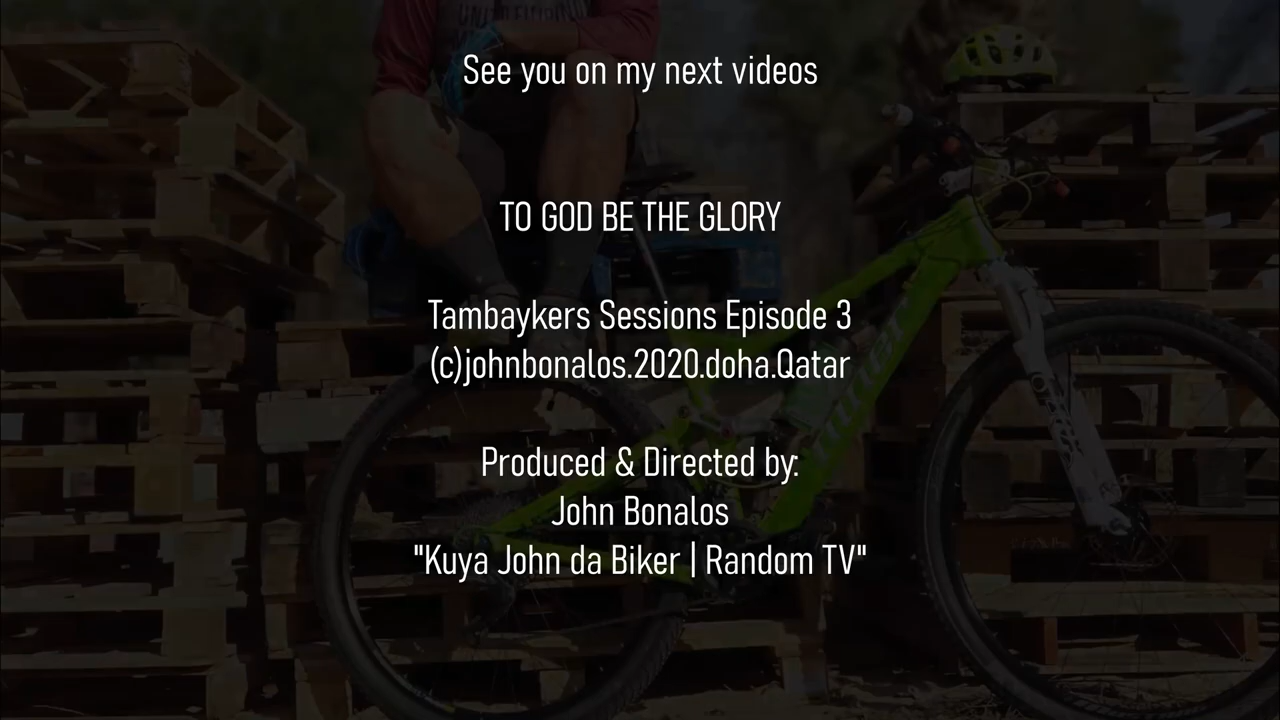 See you on my next videos
TO GOD BE THE GLORY
Tambaykers Sessions Episode 3
(c)johnbonalos.2020.doha.Qatar
Produced & Directed by:
John Bonalos
"Kuya John da Biker | Random TV"